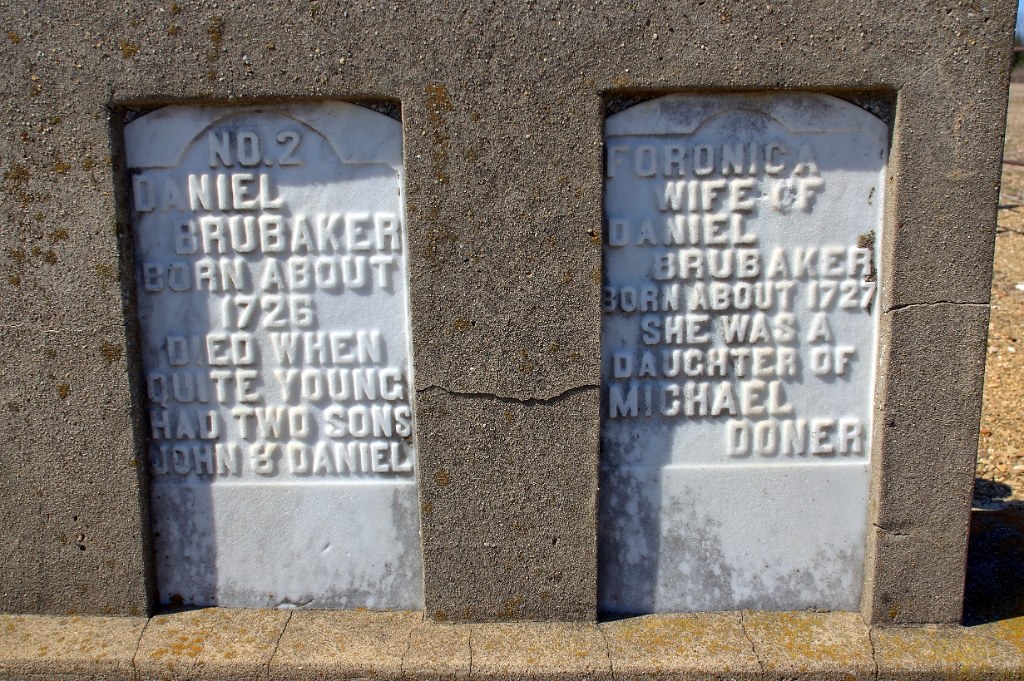 NO. 2
DANIEL
BRUBAKER
BORN ABOUT
1726
DIED WHEN
QUITE YOUNG
HAD TWO SONS
JOHN & DANIEL
FORONICA
WIFE OF
DANIEL
BRUBAKER
BORN ABOUT 1727
SHE WAS A
DAUGHTER OF
MICHAEL
DONER